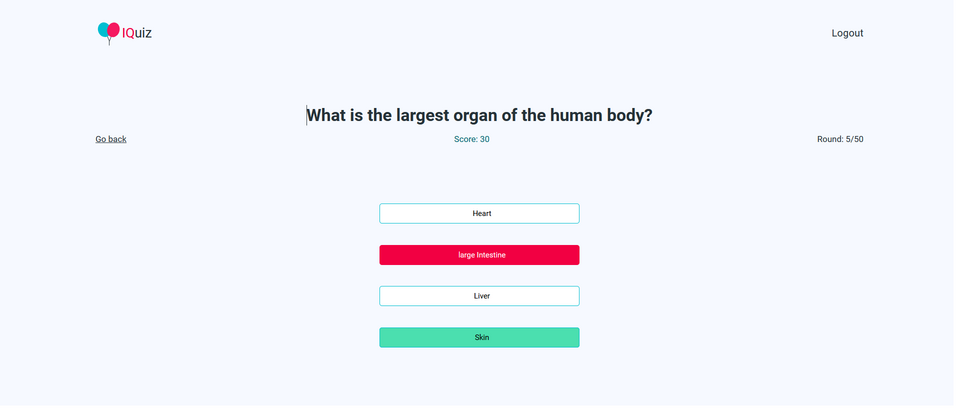 IQuiz
Logout
What is the largest organ of the human body?
Go back
Score: 30
Round: 5/50
Heart
large Intestine
Liver
Skin